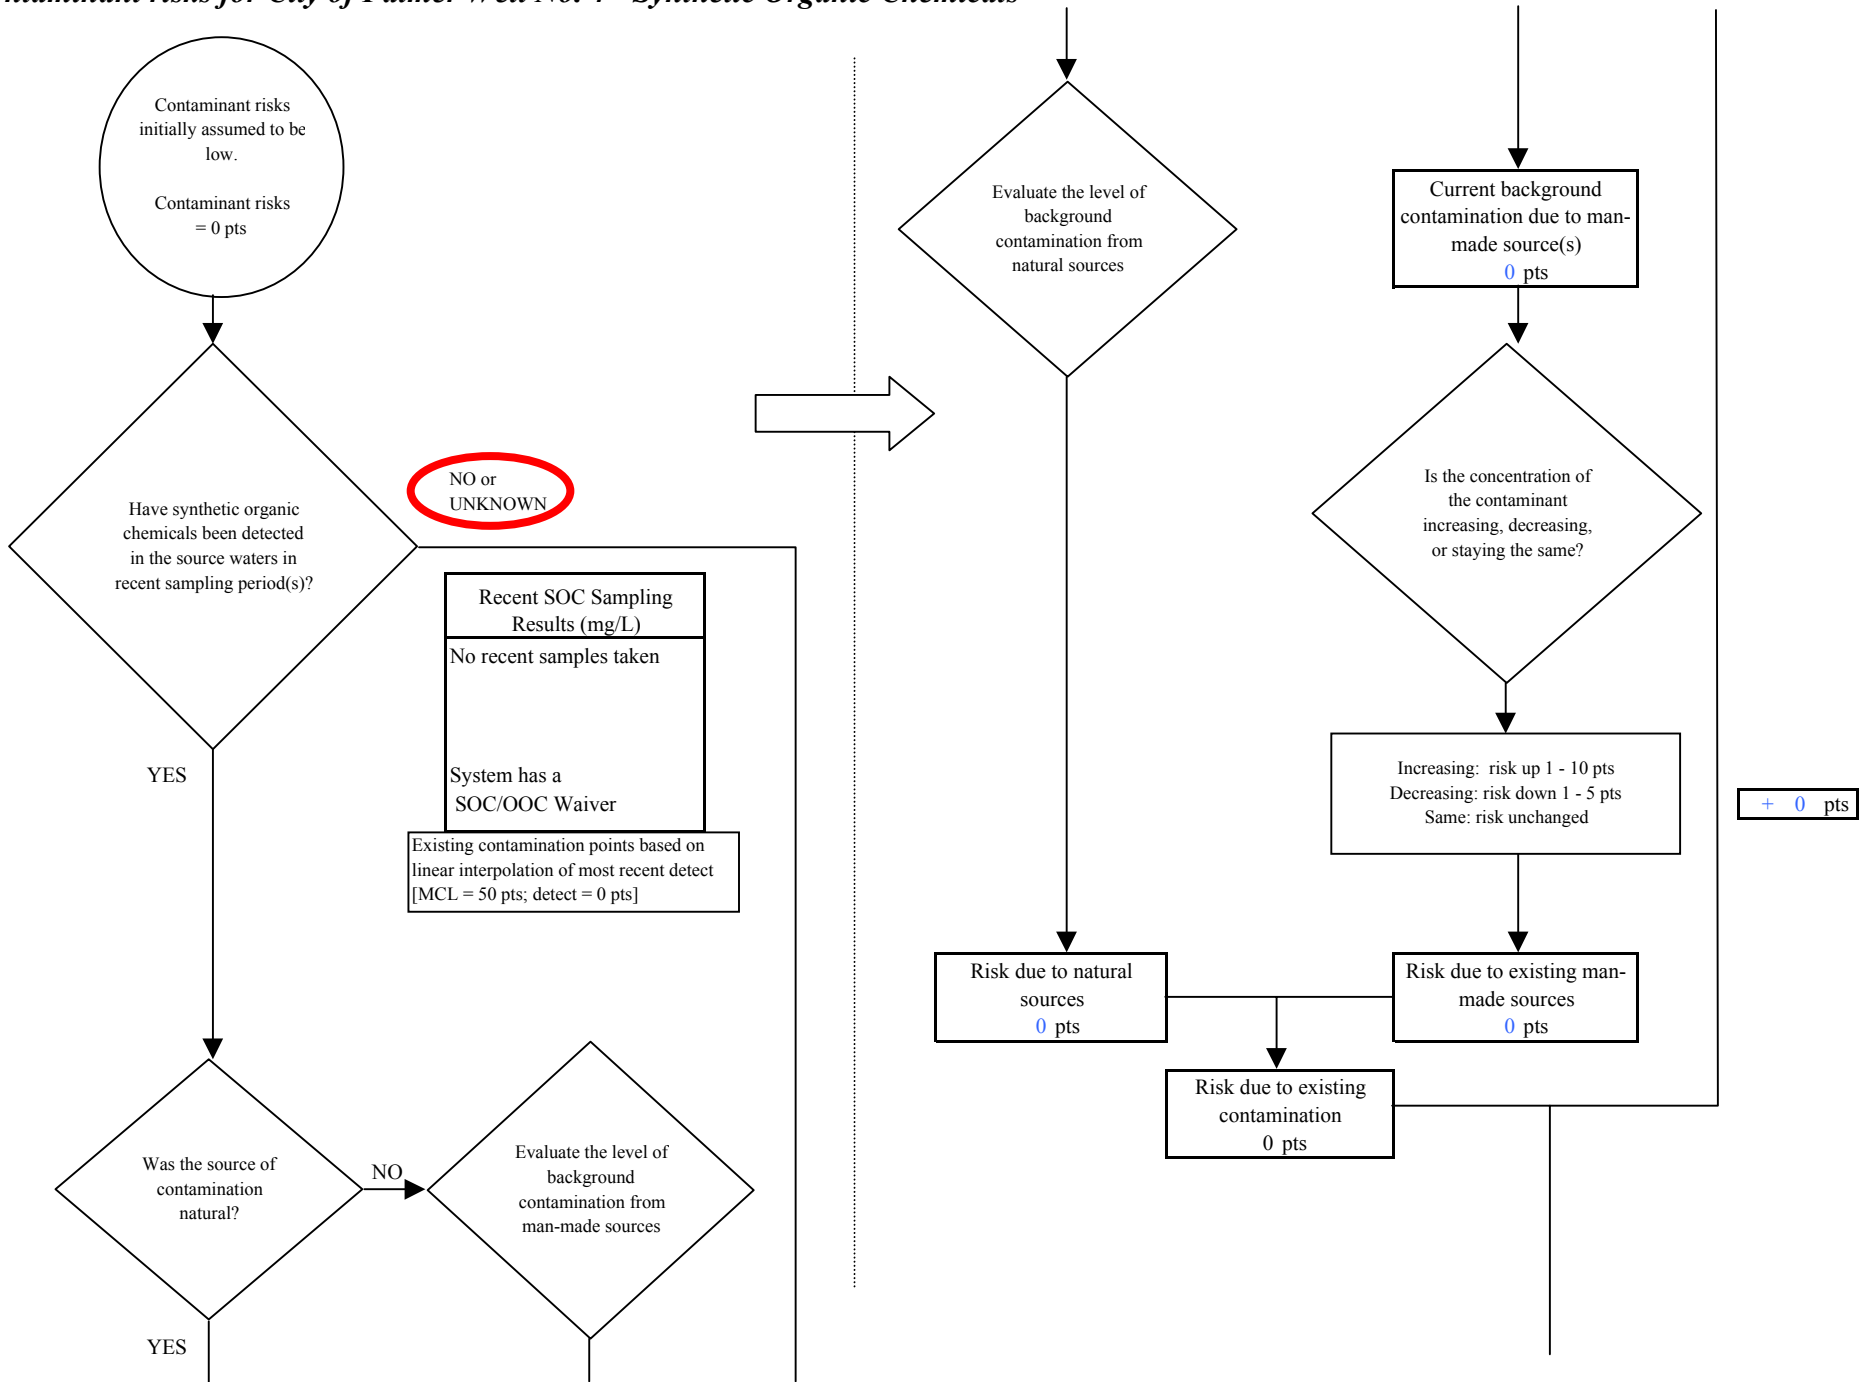 Contaminant risks
initially assumed to be
low.
Contaminant risks
= 0 pts
Have synthetic organic
chemicals been detected
in the source waters in
recent sampling period(s)?
NO or
UNKNOWN
Recent SOC Sampling
Results (mg/L)
No recent samples taken
System has a
SOC/OOC Waiver
Existing contamination points based on
linear interpolation of most recent detect
[MCL = 50 pts; detect = 0 pts]
YES
Was the source of
contamination
natural?
NO
Evaluate the level of
background
contamination from
man-made sources
YES
Evaluate the level of
background
contamination from
natural sources
Current background
contamination due to man-
made source(s)
0 pts
Is the concentration of
the contaminant
increasing, decreasing,
or staying the same?
Increasing: risk up 1 - 10 pts
Decreasing: risk down 1 - 5 pts
Same: risk unchanged
+ 0 pts
Risk due to natural
sources
0 pts
Risk due to existing man-
made sources
0 pts
Risk due to existing
contamination
0 pts